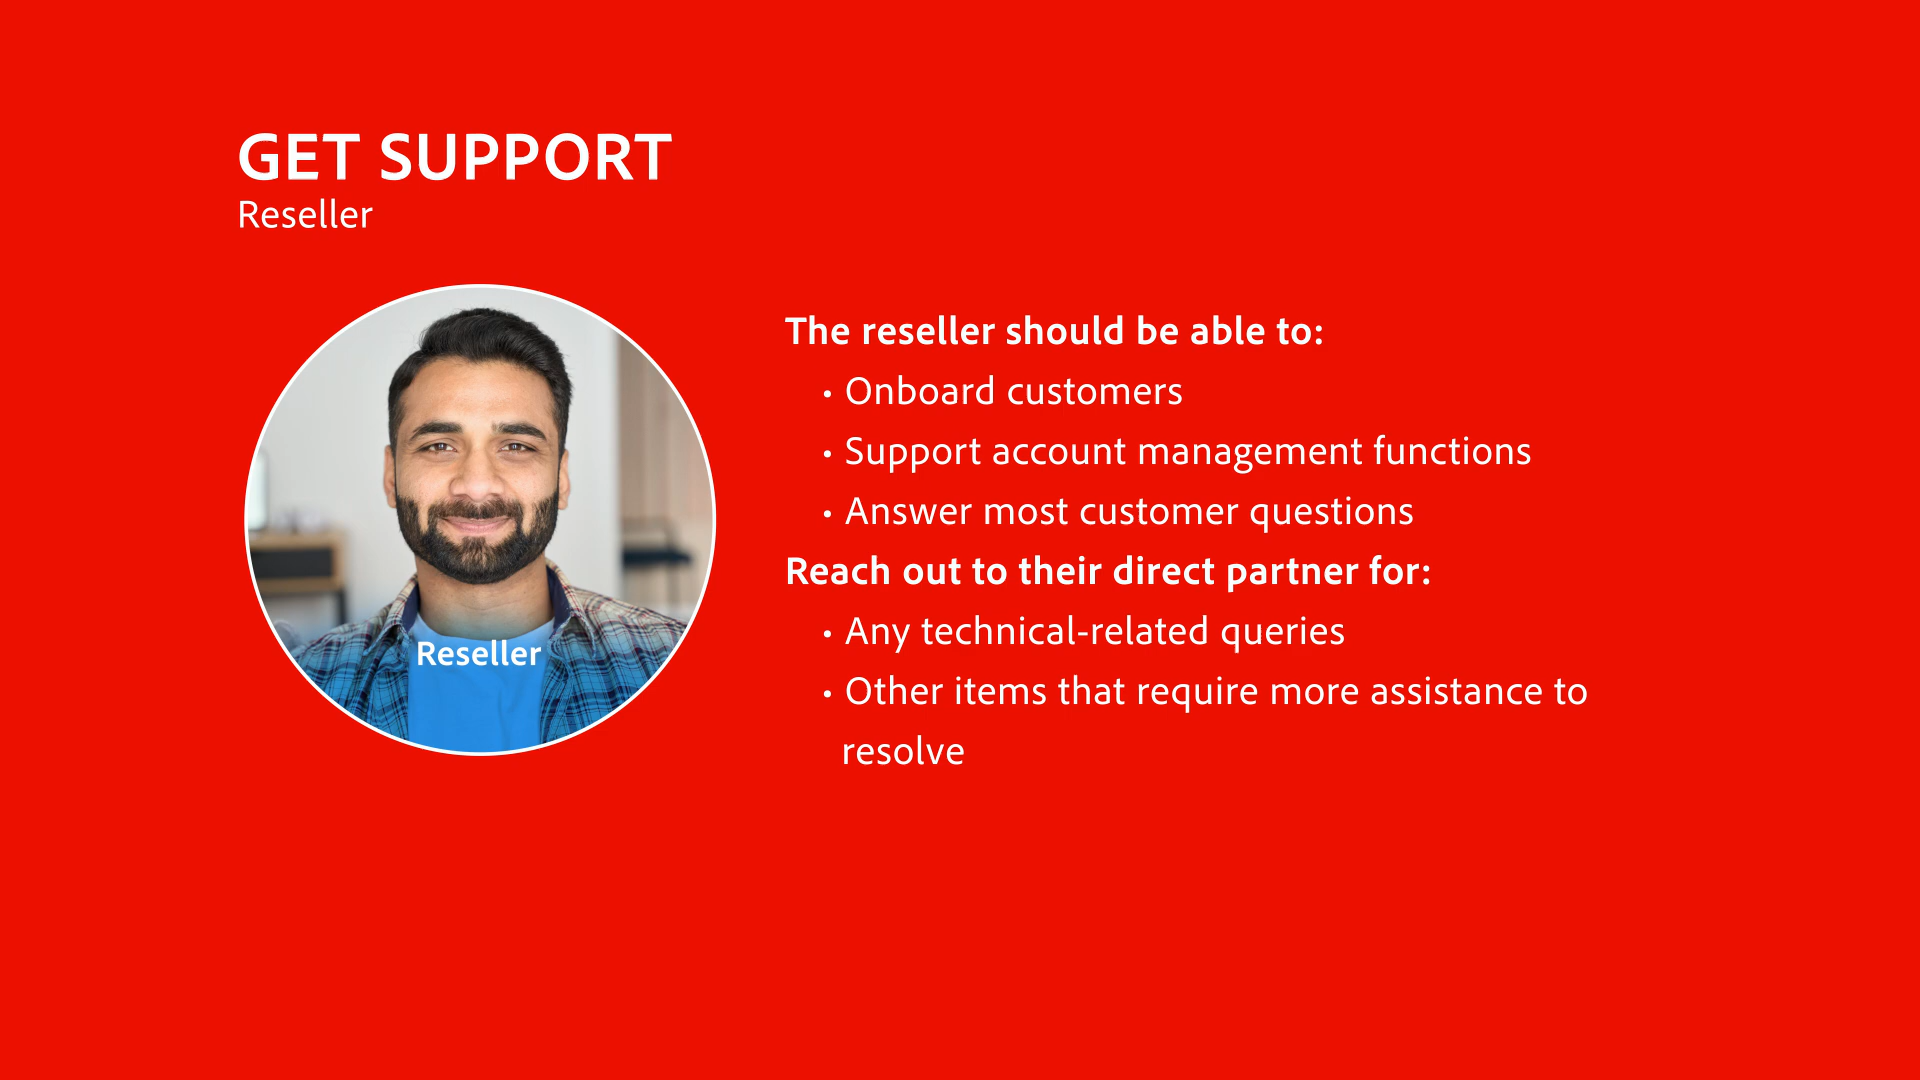 GET SUPPORT
Reseller
Reseller
The reseller should be able to:
• Onboard customers
• Support account management functions
• Answer most customer questions
Reach out to their direct partner for:
• Any technical-related queries
• Other items that require more assistance to
resolve